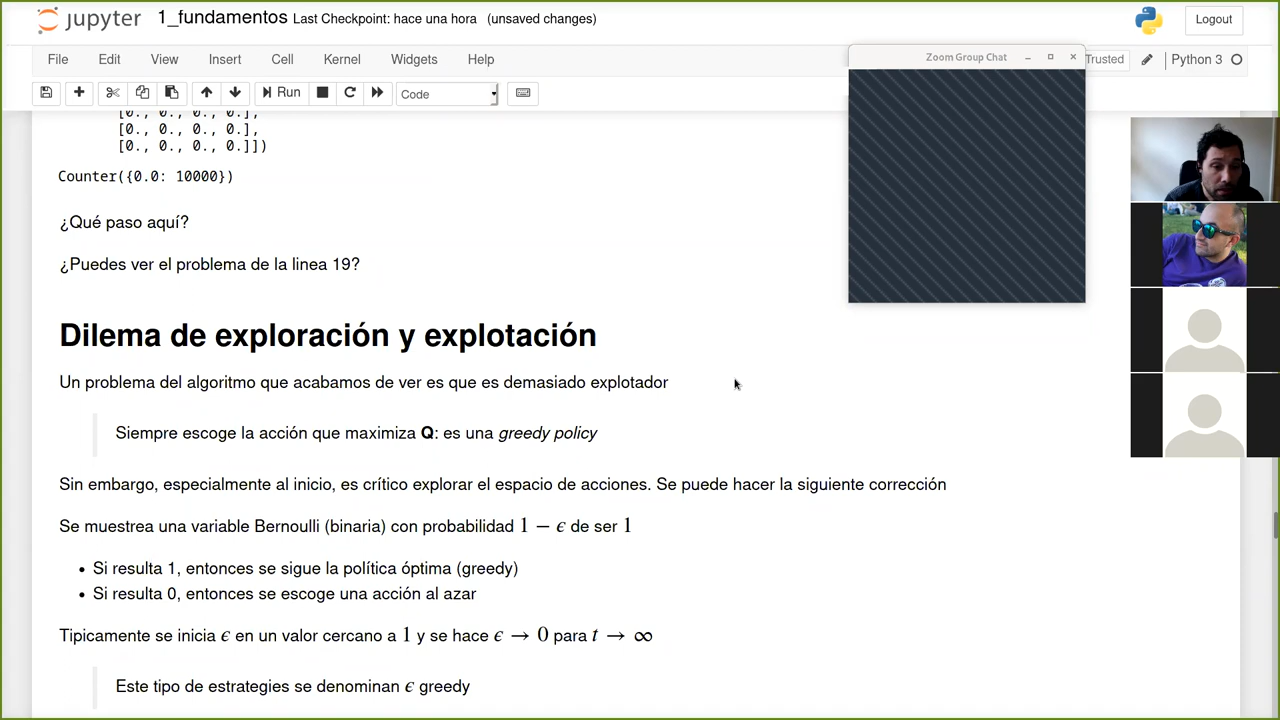 jupyter 1_fundamentos Last Checkpoint: hace una hora (unsaved changes)
Logout
File Edit View Insert Cell Kernel Widgets Help
Trusted
Python 3
Run
Code
Zoom Group Chat
[0., 0., 0., 0.],
[0., 0., 0., 0.],
[0., 0., 0., 0.]])
Counter({0.0: 10000})
¿Qué paso aquí?
¿Puedes ver el problema de la linea 19?
Dilema de exploración y explotación
Un problema del algoritmo que acabamos de ver es que es demasiado explotador
Siempre escoge la acción que maximiza Q: es una greedy policy
Sin embargo, especialmente al inicio, es crítico explorar el espacio de acciones. Se puede hacer la siguiente corrección
Se muestrea una variable Bernoulli (binaria) con probabilidad 1 − ϵ de ser 1
• Si resulta 1, entonces se sigue la política óptima (greedy)
• Si resulta 0, entonces se escoge una acción al azar
Tipicamente se inicia ϵ en un valor cercano a 1 y se hace ϵ → 0 para t → ∞
Este tipo de estrategies se denominan ϵ greedy